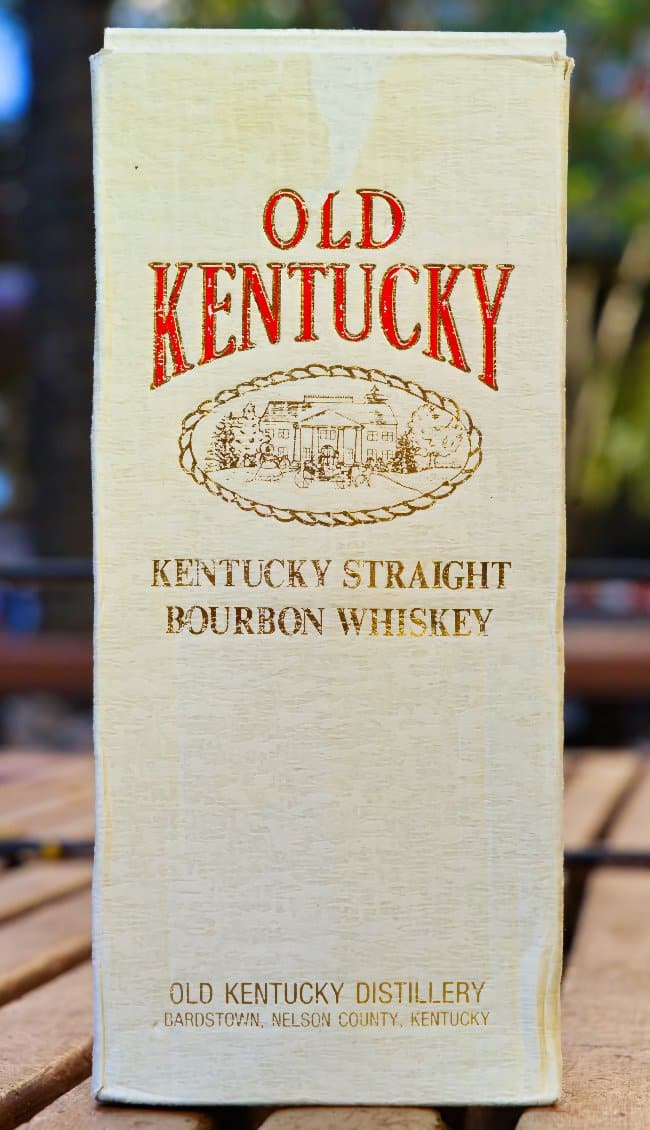 OLD
KENTUCKY
KENTUCKY STRAIGHT
BOURBON WHISKEY
OLD KENTUCKY DISTILLERY
BARDSTOWN, NELSON COUNTY, KENTUCKY